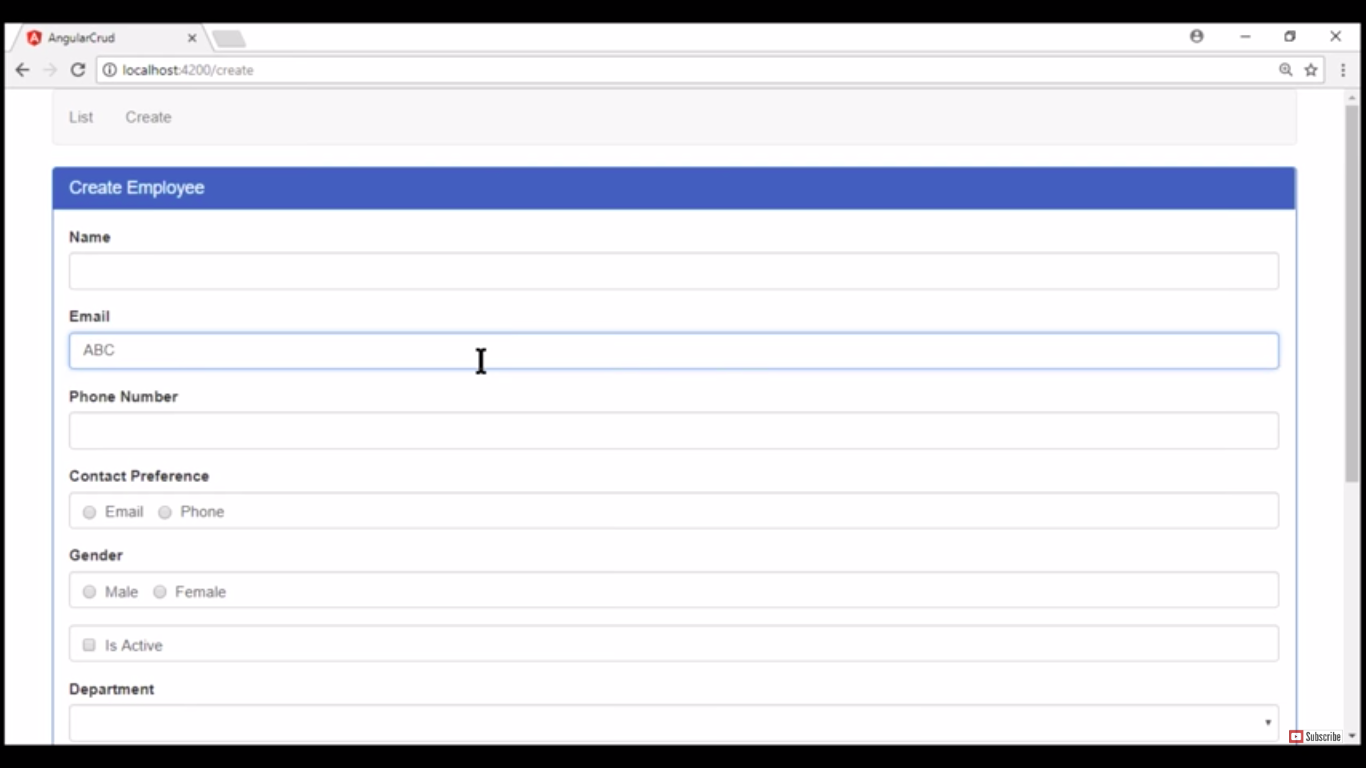 AngularCrud
localhost:4200/create
List Create
Create Employee
Name
Email
ABC
Phone Number
Contact Preference
Email Phone
Gender
Male Female
Is Active
Department
Subscribe